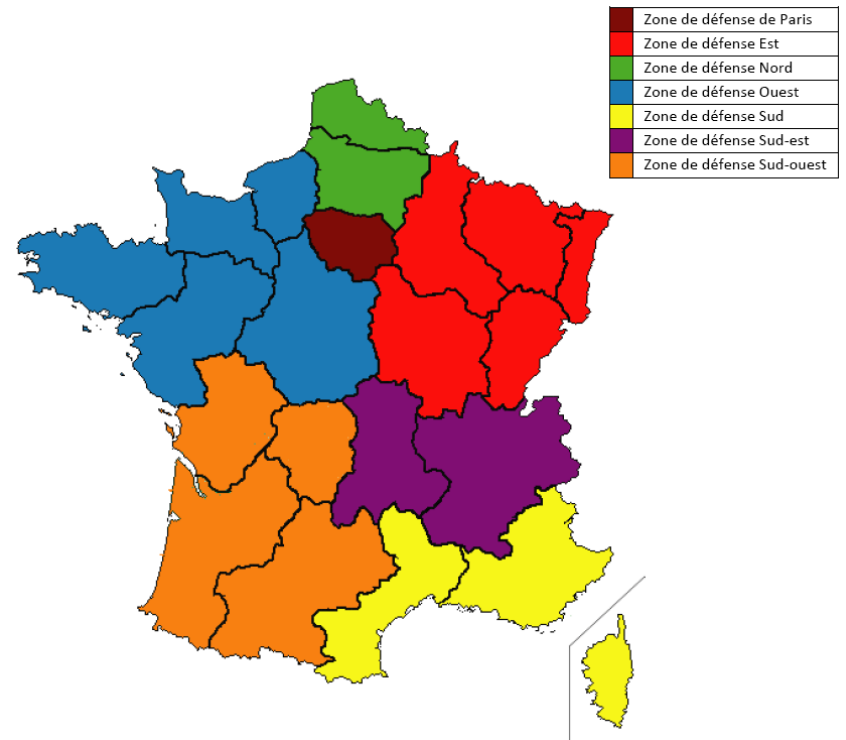 Zone de défense de Paris
Zone de défense Est
Zone de défense Nord
Zone de défense Ouest
Zone de défense Sud
Zone de défense Sud-est
Zone de défense Sud-ouest